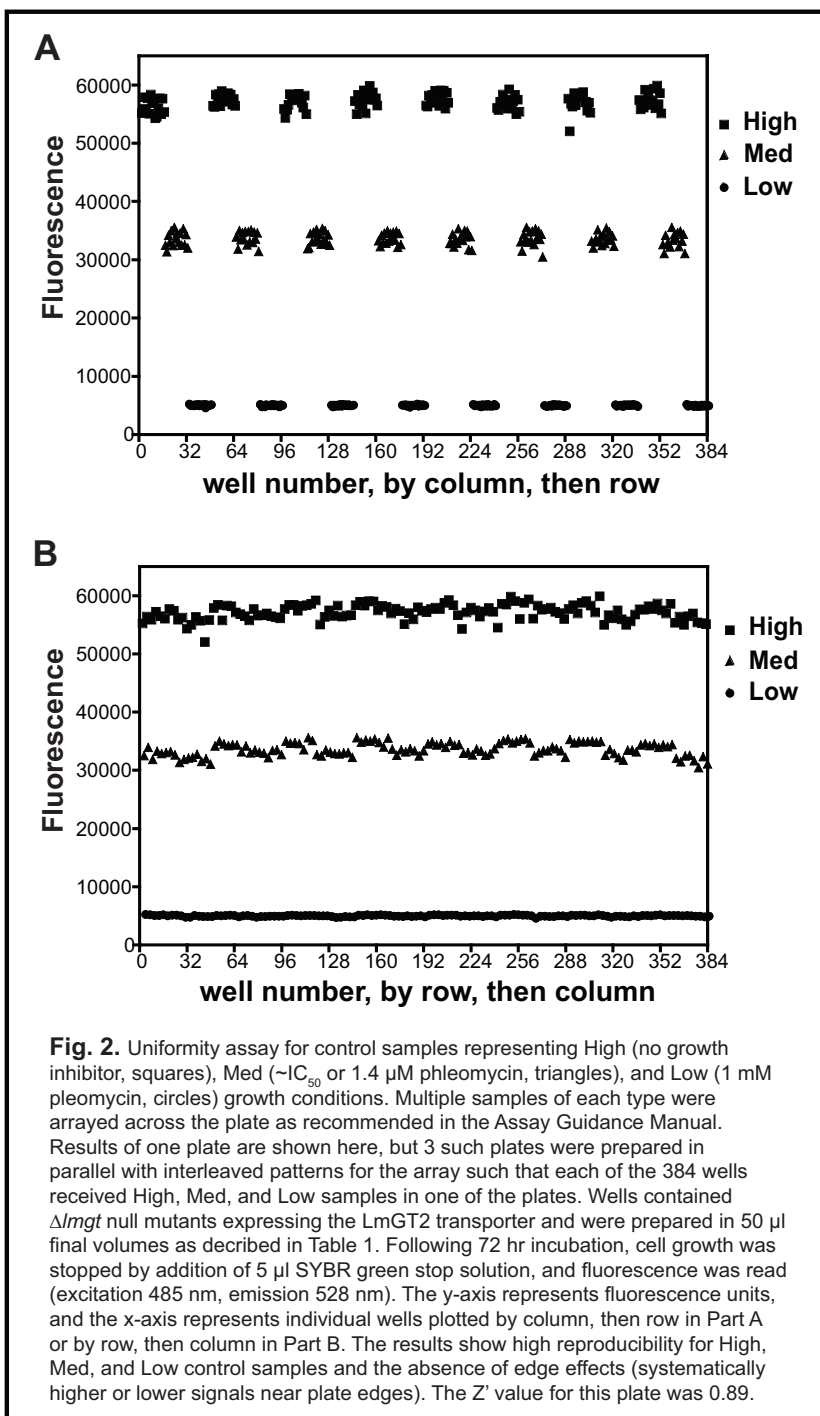 A
60000
50000
40000
30000
20000
10000
0
Fluorescence
High
Med
Low
0 32 64 96 128 160 192 224 256 288 320 352 384
well number, by column, then row
B
60000
50000
40000
30000
20000
10000
0
Fluorescence
High
Med
Low
0 32 64 96 128 160 192 224 256 288 320 352 384
well number, by row, then column
Fig. 2. Uniformity assay for control samples representing High (no growth
inhibitor, squares), Med (~IC50 or 1.4 µM phleomycin, triangles), and Low (1 mM
pleomycin, circles) growth conditions. Multiple samples of each type were
arrayed across the plate as recommended in the Assay Guidance Manual.
Results of one plate are shown here, but 3 such plates were prepared in
parallel with interleaved patterns for the array such that each of the 384 wells
received High, Med, and Low samples in one of the plates. Wells contained
Δlmgt null mutants expressing the LmGT2 transporter and were prepared in 50 µl
final volumes as decribed in Table 1. Following 72 hr incubation, cell growth was
stopped by addition of 5 µl SYBR green stop solution, and fluorescence was read
(excitation 485 nm, emission 528 nm). The y-axis represents fluorescence units,
and the x-axis represents individual wells plotted by column, then row in Part A
or by row, then column in Part B. The results show high reproducibility for High,
Med, and Low control samples and the absence of edge effects (systematically
higher or lower signals near plate edges). The Z' value for this plate was 0.89.